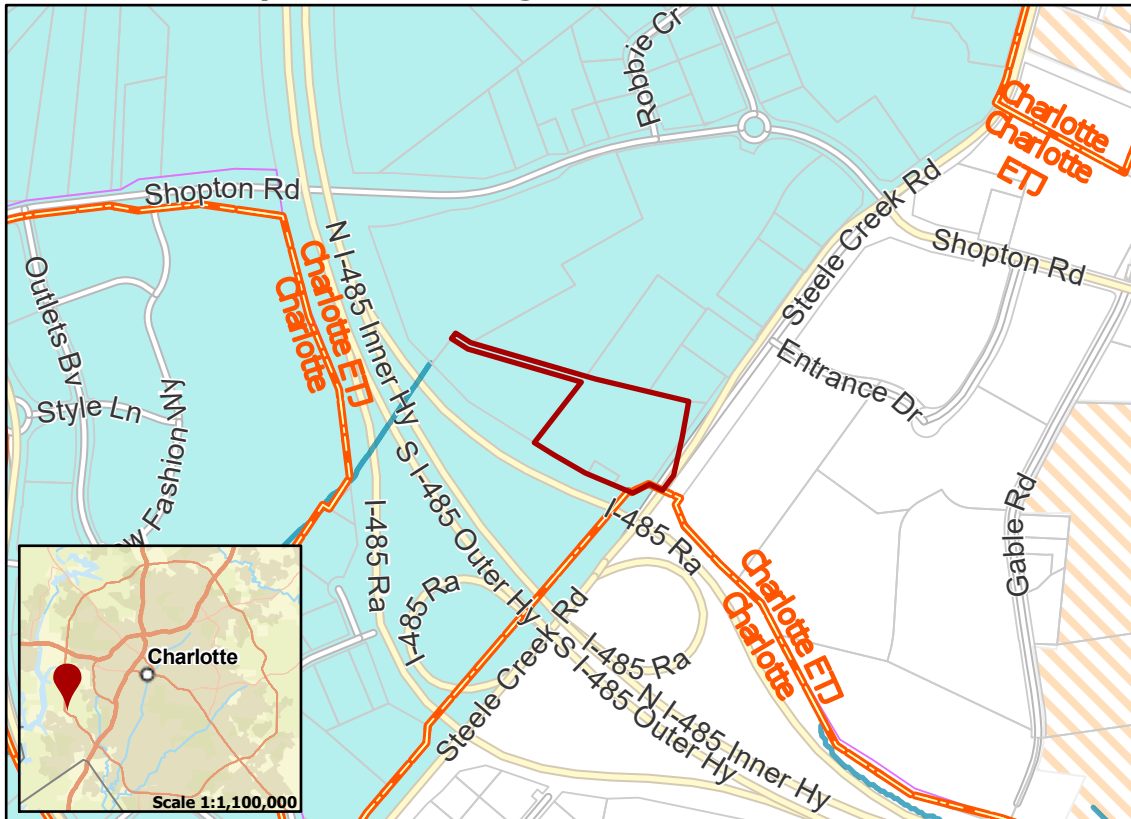 Robbie Cr
Charlotte
Charlotte
ETJ
Shopton Rd
Steele Creek Rd
Shopton Rd
N I-485 Inner Hy
Charlotte ETJ
Charlotte
Outlets Bv
Entrance Dr
Style Ln
I-485 Ra
Gable Rd
S I-485 Outer Hy
I-485 Ra
I-485 Ra
Charlotte ETJ
Charlotte
Steele Creek Rd
S I-485 Outer Hy
I-485 Ra
N I-485 Inner Hy
Fashion Wy
Charlotte
Scale 1:1,100,000